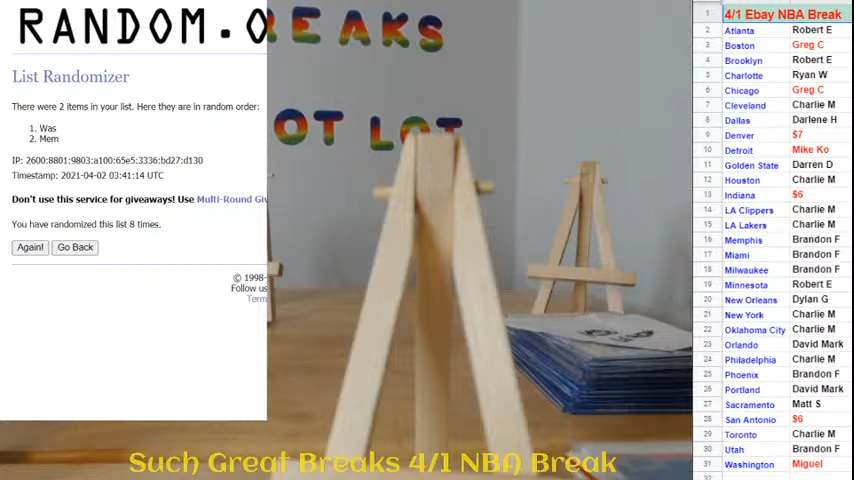 RANDOM.O
List Randomizer
There were 2 items in your list. Here they are in random order:
1. Was
2. Mem
IP: 2600:8801:9803:a100:65e5:3336:bd27:d130
Timestamp: 2021-04-02 03:41:14 UTC
Don't use this service for giveaways! Use Multi-Round Giv
You have randomized this list 8 times.
Again! Go Back
© 1998-
Follow us
Term
REAKS
OT LOT
Such Great Breaks 4/1 NBA Break
1 4/1 Ebay NBA Break
2 Atlanta Robert E
3 Boston Greg C
4 Brooklyn Robert E
5 Charlotte Ryan W
6 Chicago Greg C
7 Cleveland Charlie M
8 Dallas Darlene H
9 Denver $7
10 Detroit Mike Ko
11 Golden State Darren D
12 Houston Charlie M
13 Indiana $6
14 LA Clippers Charlie M
15 LA Lakers Charlie M
16 Memphis Brandon F
17 Miami Brandon F
18 Milwaukee Brandon F
19 Minnesota Robert E
20 New Orleans Dylan G
21 New York Charlie M
22 Oklahoma City Charlie M
23 Orlando David Mark
24 Philadelphia Charlie M
25 Phoenix Brandon F
26 Portland David Mark
27 Sacramento Matt S
28 San Antonio $6
29 Toronto Charlie M
30 Utah Brandon F
31 Washington Miguel